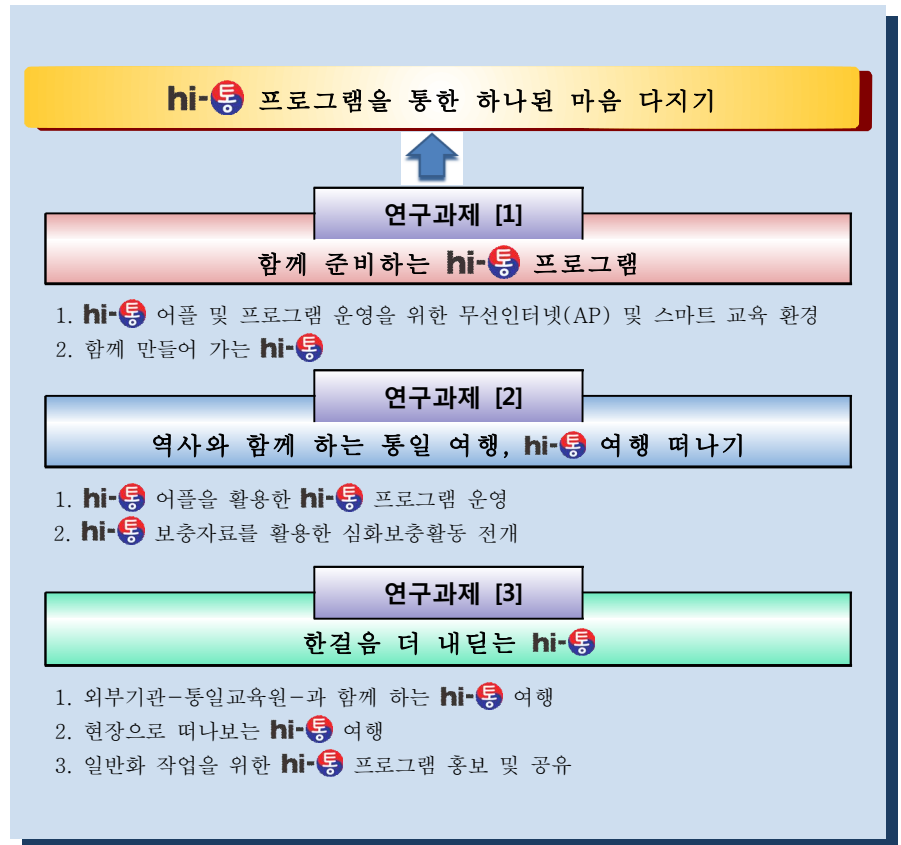 hi-통 프로그램을 통한 하나된 마음 다지기
연구과제 [1]
함께 준비하는 hi-통 프로그램
1. hi-통 어플 및 프로그램 운영을 위한 무선인터넷(AP) 및 스마트 교육 환경
2. 함께 만들어 가는 hi-통
연구과제 [2]
역사와 함께 하는 통일 여행, hi-통 여행 떠나기
1. hi-통 어플을 활용한 hi-통 프로그램 운영
2. hi-통 보충자료를 활용한 심화보충활동 전개
연구과제 [3]
한걸음 더 내딛는 hi-통
1. 외부기관-통일교육원-과 함께 하는 hi-통 여행
2. 현장으로 떠나보는 hi-통 여행
3. 일반화 작업을 위한 hi-통 프로그램 홍보 및 공유